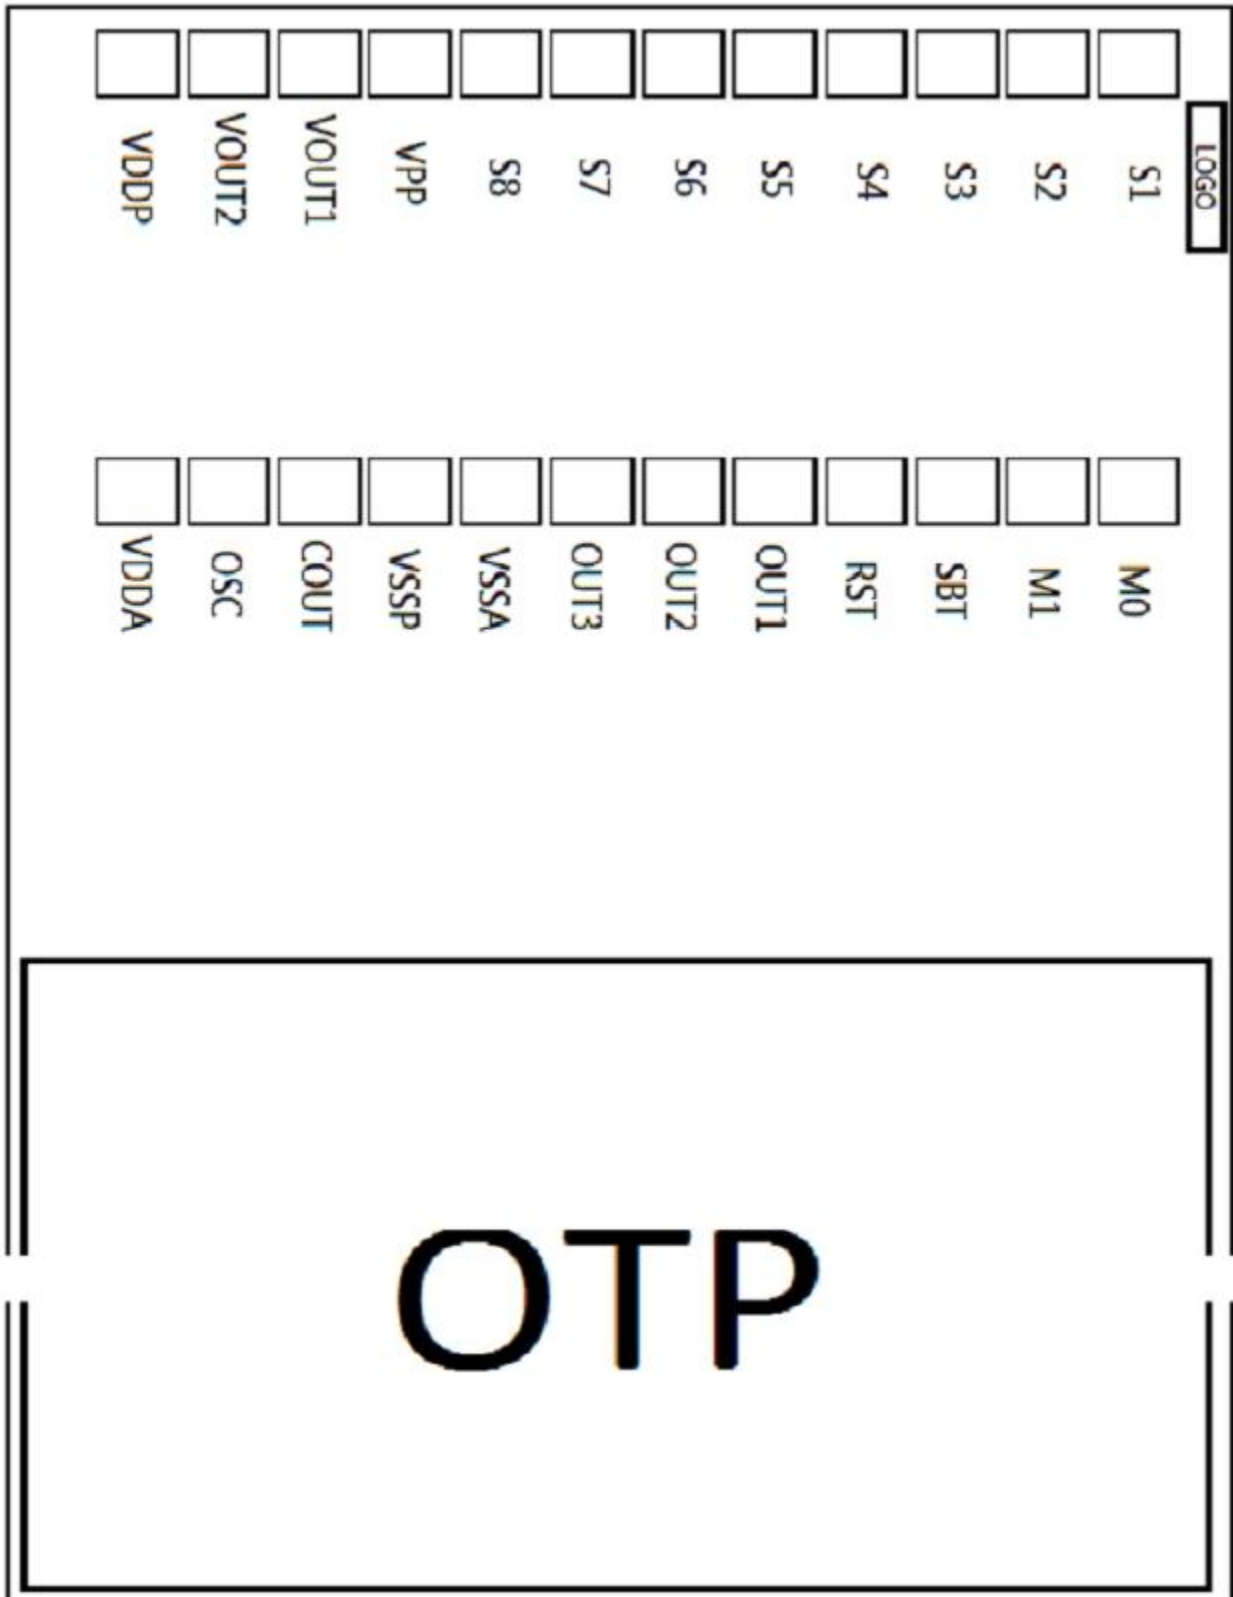 VDDP
VOUT2
VOUT1
VPP
S8
S7
S6
S5
S4
S3
S2
S1
LOGO
VDDA
OSC
COUT
VSSP
VSSA
OUT3
OUT2
OUT1
RST
SBT
M1
M0
OTP